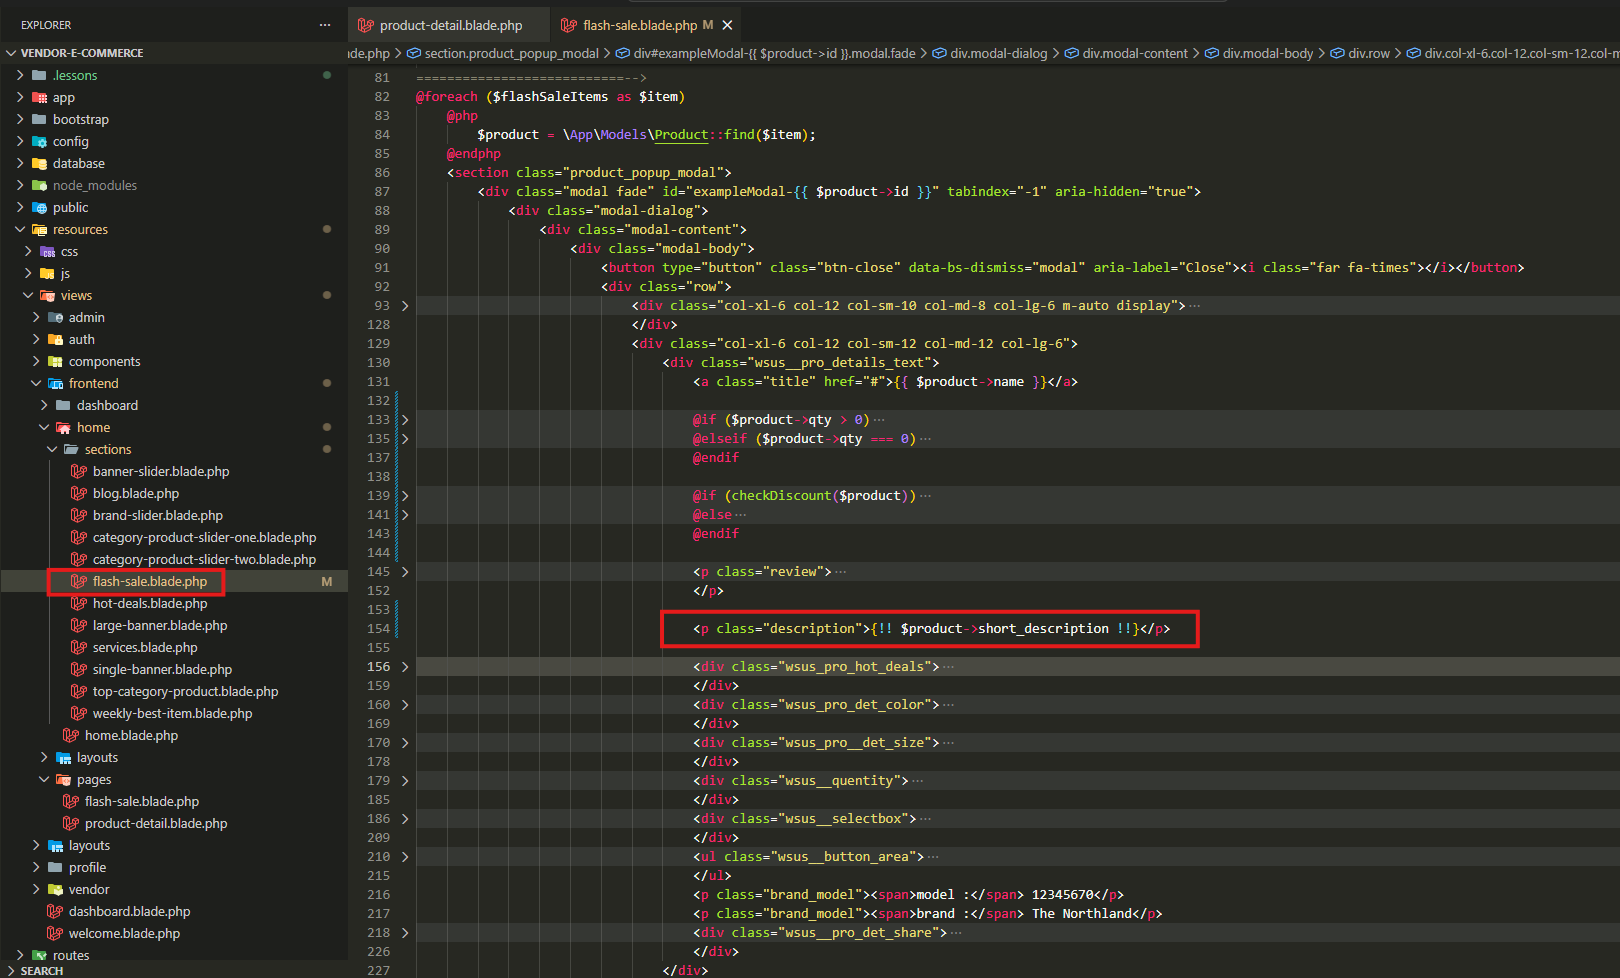 EXPLORER ···
VENDOR-E-COMMERCE
.lessons
app
bootstrap
config
database
node_modules
public
resources
css
js
views
admin
auth
components
frontend
dashboard
home
sections
banner-slider.blade.php
blog.blade.php
brand-slider.blade.php
category-product-slider-one.blade.php
category-product-slider-two.blade.php
flash-sale.blade.php M
hot-deals.blade.php
large-banner.blade.php
services.blade.php
single-banner.blade.php
top-category-product.blade.php
weekly-best-item.blade.php
home.blade.php
layouts
pages
flash-sale.blade.php
product-detail.blade.php
layouts
profile
vendor
dashboard.blade.php
welcome.blade.php
routes
SEARCH
product-detail.blade.php flash-sale.blade.php M
de.php > section.product_popup_modal > div#exampleModal-{{ $product->id }}.modal.fade > div.modal-dialog > div.modal-content > div.modal-body > div.row > div.col-xl-6.col-12.col-sm-12.col-m
81 ===========================-->
82 @foreach ($flashSaleItems as $item)
83 @php
84 $product = \App\Models\Product::find($item);
85 @endphp
86 <section class="product_popup_modal">
87 <div class="modal fade" id="exampleModal-{{ $product->id }}" tabindex="-1" aria-hidden="true">
88 <div class="modal-dialog">
89 <div class="modal-content">
90 <div class="modal-body">
91 <button type="button" class="btn-close" data-bs-dismiss="modal" aria-label="Close"><i class="far fa-times"></i></button>
92 <div class="row">
93 <div class="col-xl-6 col-12 col-sm-10 col-md-8 col-lg-6 m-auto display">···
128 </div>
129 <div class="col-xl-6 col-12 col-sm-12 col-md-12 col-lg-6">
130 <div class="wsus__pro_details_text">
131 <a class="title" href="#">{{ $product->name }}</a>
132
133 @if ($product->qty > 0)···
135 @elseif ($product->qty === 0)···
137 @endif
138
139 @if (checkDiscount($product))···
141 @else···
143 @endif
144
145 <p class="review">···
152 </p>
153
154 <p class="description">{!! $product->short_description !!}</p>
155
156 <div class="wsus_pro_hot_deals">···
159 </div>
160 <div class="wsus_pro_det_color">···
169 </div>
170 <div class="wsus_pro__det_size">···
178 </div>
179 <div class="wsus__quentity">···
185 </div>
186 <div class="wsus__selectbox">···
209 </div>
210 <ul class="wsus__button_area">···
215 </ul>
216 <p class="brand_model"><span>model :</span> 12345670</p>
217 <p class="brand_model"><span>brand :</span> The Northland</p>
218 <div class="wsus__pro_det_share">···
226 </div>
227 </div>